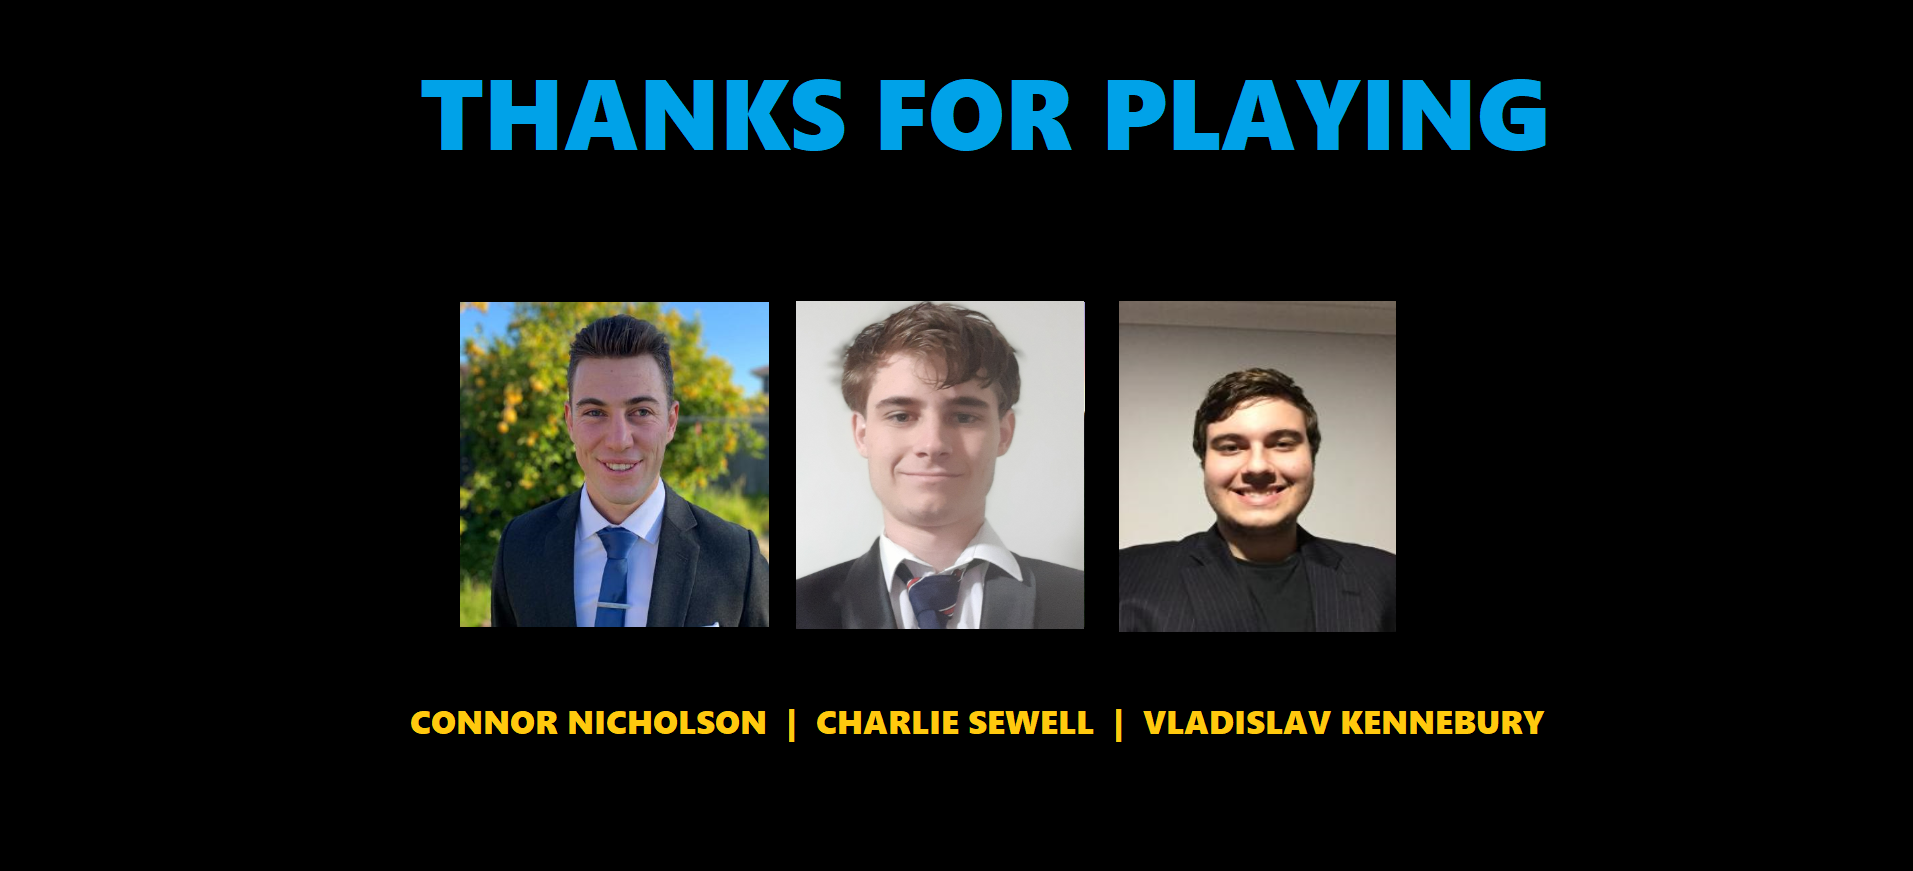 THANKS FOR PLAYING
CONNOR NICHOLSON | CHARLIE SEWELL | VLADISLAV KENNEBURY